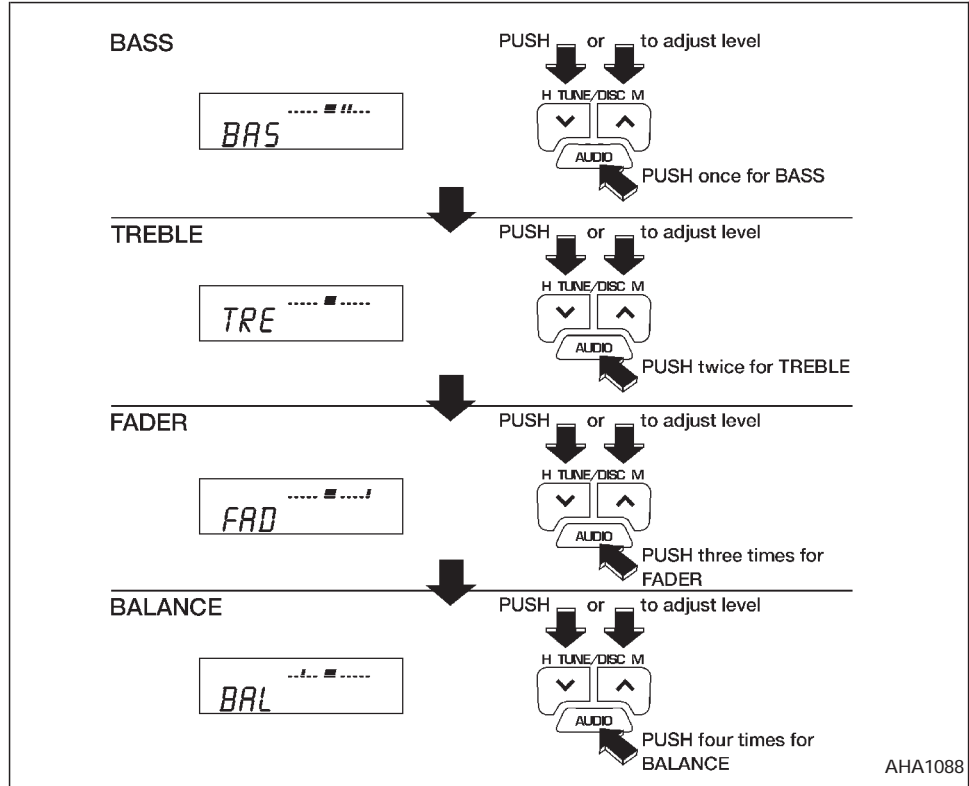 BASS
PUSH or to adjust level
H TUNE/DISC M
BAS
AUDIO
PUSH once for BASS
TREBLE
PUSH or to adjust level
H TUNE/DISC M
TRE
AUDIO
PUSH twice for TREBLE
FADER
PUSH or to adjust level
H TUNE/DISC M
FAD
AUDIO
PUSH three times for
FADER
BALANCE
PUSH or to adjust level
H TUNE/DISC M
BAL
AUDIO
PUSH four times for
BALANCE
AHA1088